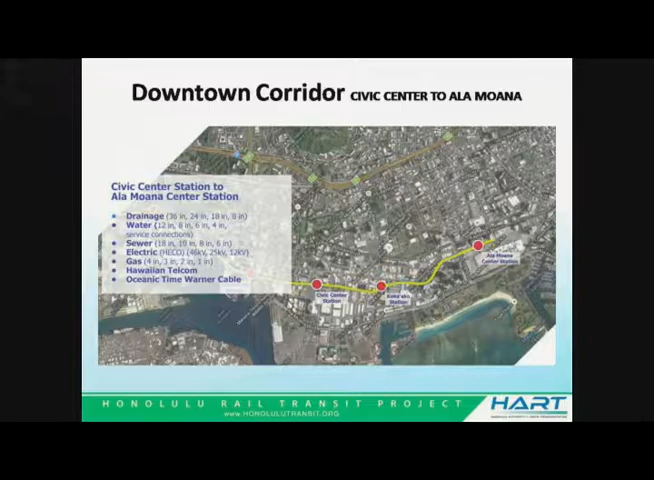 Downtown Corridor CIVIC CENTER TO ALA MOANA
Civic Center Station to
Ala Moana Center Station
Drainage (36 in, 24 in, 18 in, 8 in)
Water (12 in, 8 in, 6 in, 4 in,
service connections)
Sewer (18 in, 10 in, 8 in, 6 in)
Electric (HECO) (46kV, 25kV, 12kV)
Gas (4 in, 3 in, 2 in, 1 in)
Hawaiian Telcom
Oceanic Time Warner Cable
Civic Center
Station
Kaka'ako
Station
Ala Moana
Center Station
HONOLULU RAIL TRANSIT PROJECT
www.HONOLULUTRANSIT.ORG
HART